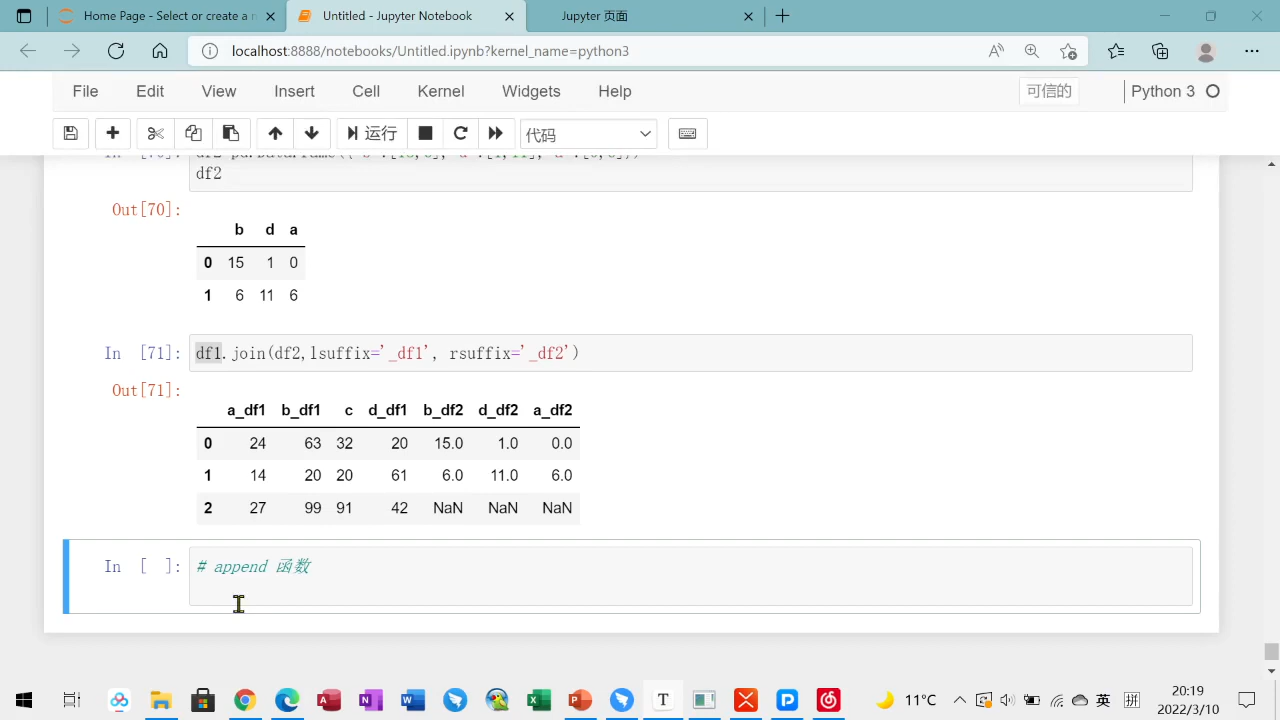 Home Page - Select or create a n
Untitled - Jupyter Notebook
Jupyter 页面
localhost:8888/notebooks/Untitled.ipynb?kernel_name=python3
File Edit View Insert Cell Kernel Widgets Help 可信的 Python 3
运行 代码
df2
Out[70]:
b d a
0 15 1 0
1 6 11 6
In [71]: df1.join(df2,lsuffix='_df1', rsuffix='_df2')
Out[71]:
a_df1 b_df1 c d_df1 b_df2 d_df2 a_df2
0 24 63 32 20 15.0 1.0 0.0
1 14 20 20 61 6.0 11.0 6.0
2 27 99 91 42 NaN NaN NaN
In [ ]: # append 函数
11°C 英 拼 20:19
2022/3/10